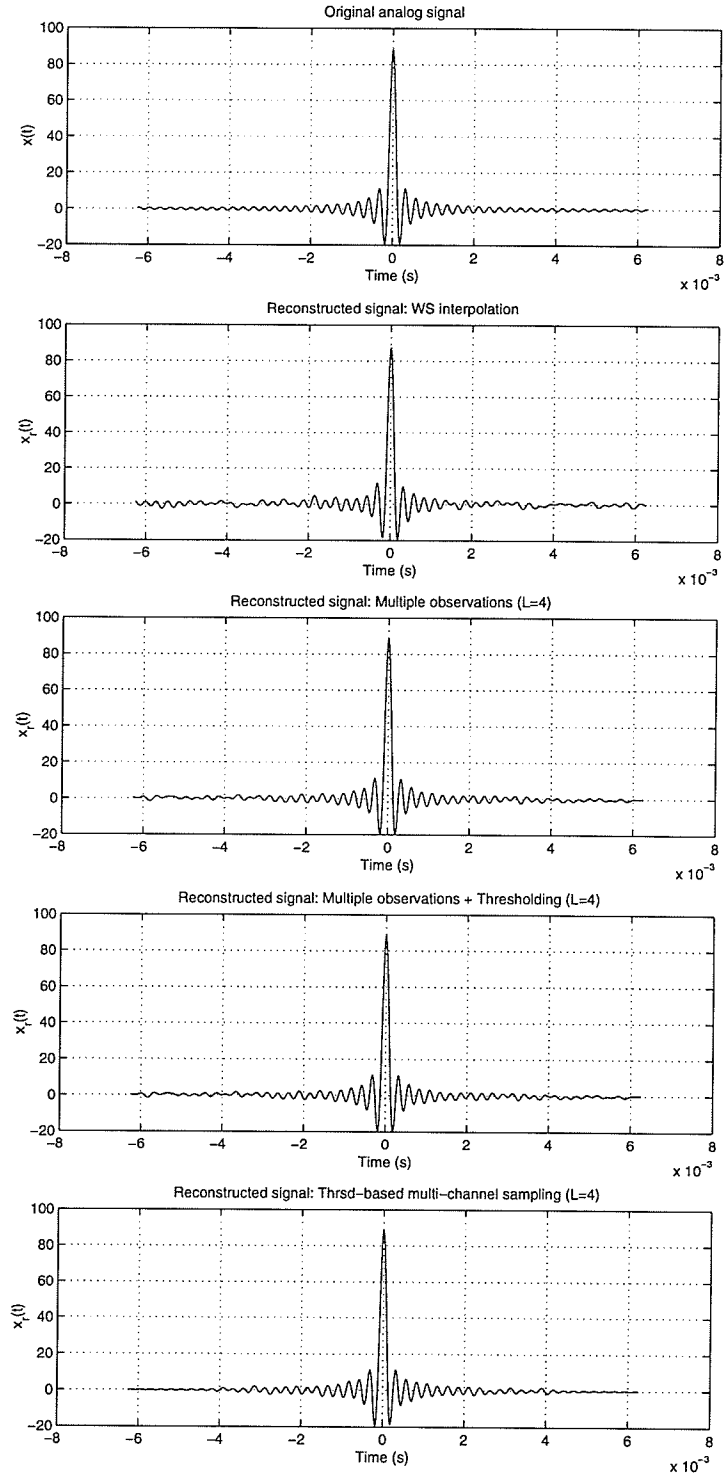 Original analog signal
100
80
60
40
20
0
−20
x(t)
−8 −6 −4 −2 0 2 4 6 8
Time (s)
x 10−3
Reconstructed signal: WS interpolation
100
80
60
40
20
0
−20
xr(t)
−8 −6 −4 −2 0 2 4 6 8
Time (s)
x 10−3
Reconstructed signal: Multiple observations (L=4)
100
80
60
40
20
0
−20
xr(t)
−8 −6 −4 −2 0 2 4 6 8
Time (s)
x 10−3
Reconstructed signal: Multiple observations + Thresholding (L=4)
100
80
60
40
20
0
−20
xr(t)
−8 −6 −4 −2 0 2 4 6 8
Time (s)
x 10−3
Reconstructed signal: Thrsd−based multi−channel sampling (L=4)
100
80
60
40
20
0
−20
xr(t)
−8 −6 −4 −2 0 2 4 6 8
Time (s)
x 10−3